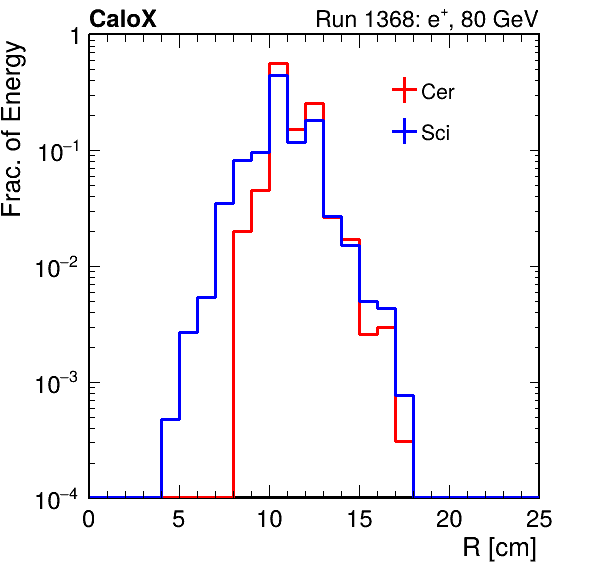 CaloX Run 1368: e⁺, 80 GeV
Frac. of Energy
1
10⁻¹
10⁻²
10⁻³
10⁻⁴
Cer
Sci
0 5 10 15 20 25
R [cm]